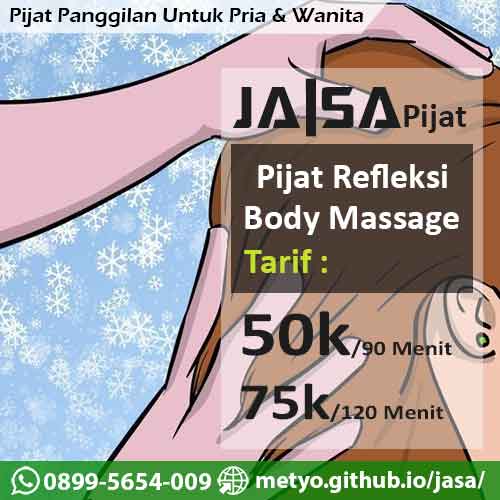 Pijat Panggilan Untuk Pria & Wanita
JASA Pijat
Pijat Refleksi
Body Massage
Tarif :
50k/90 Menit
75k/120 Menit
0899-5654-009 metyo.github.io/jasa/